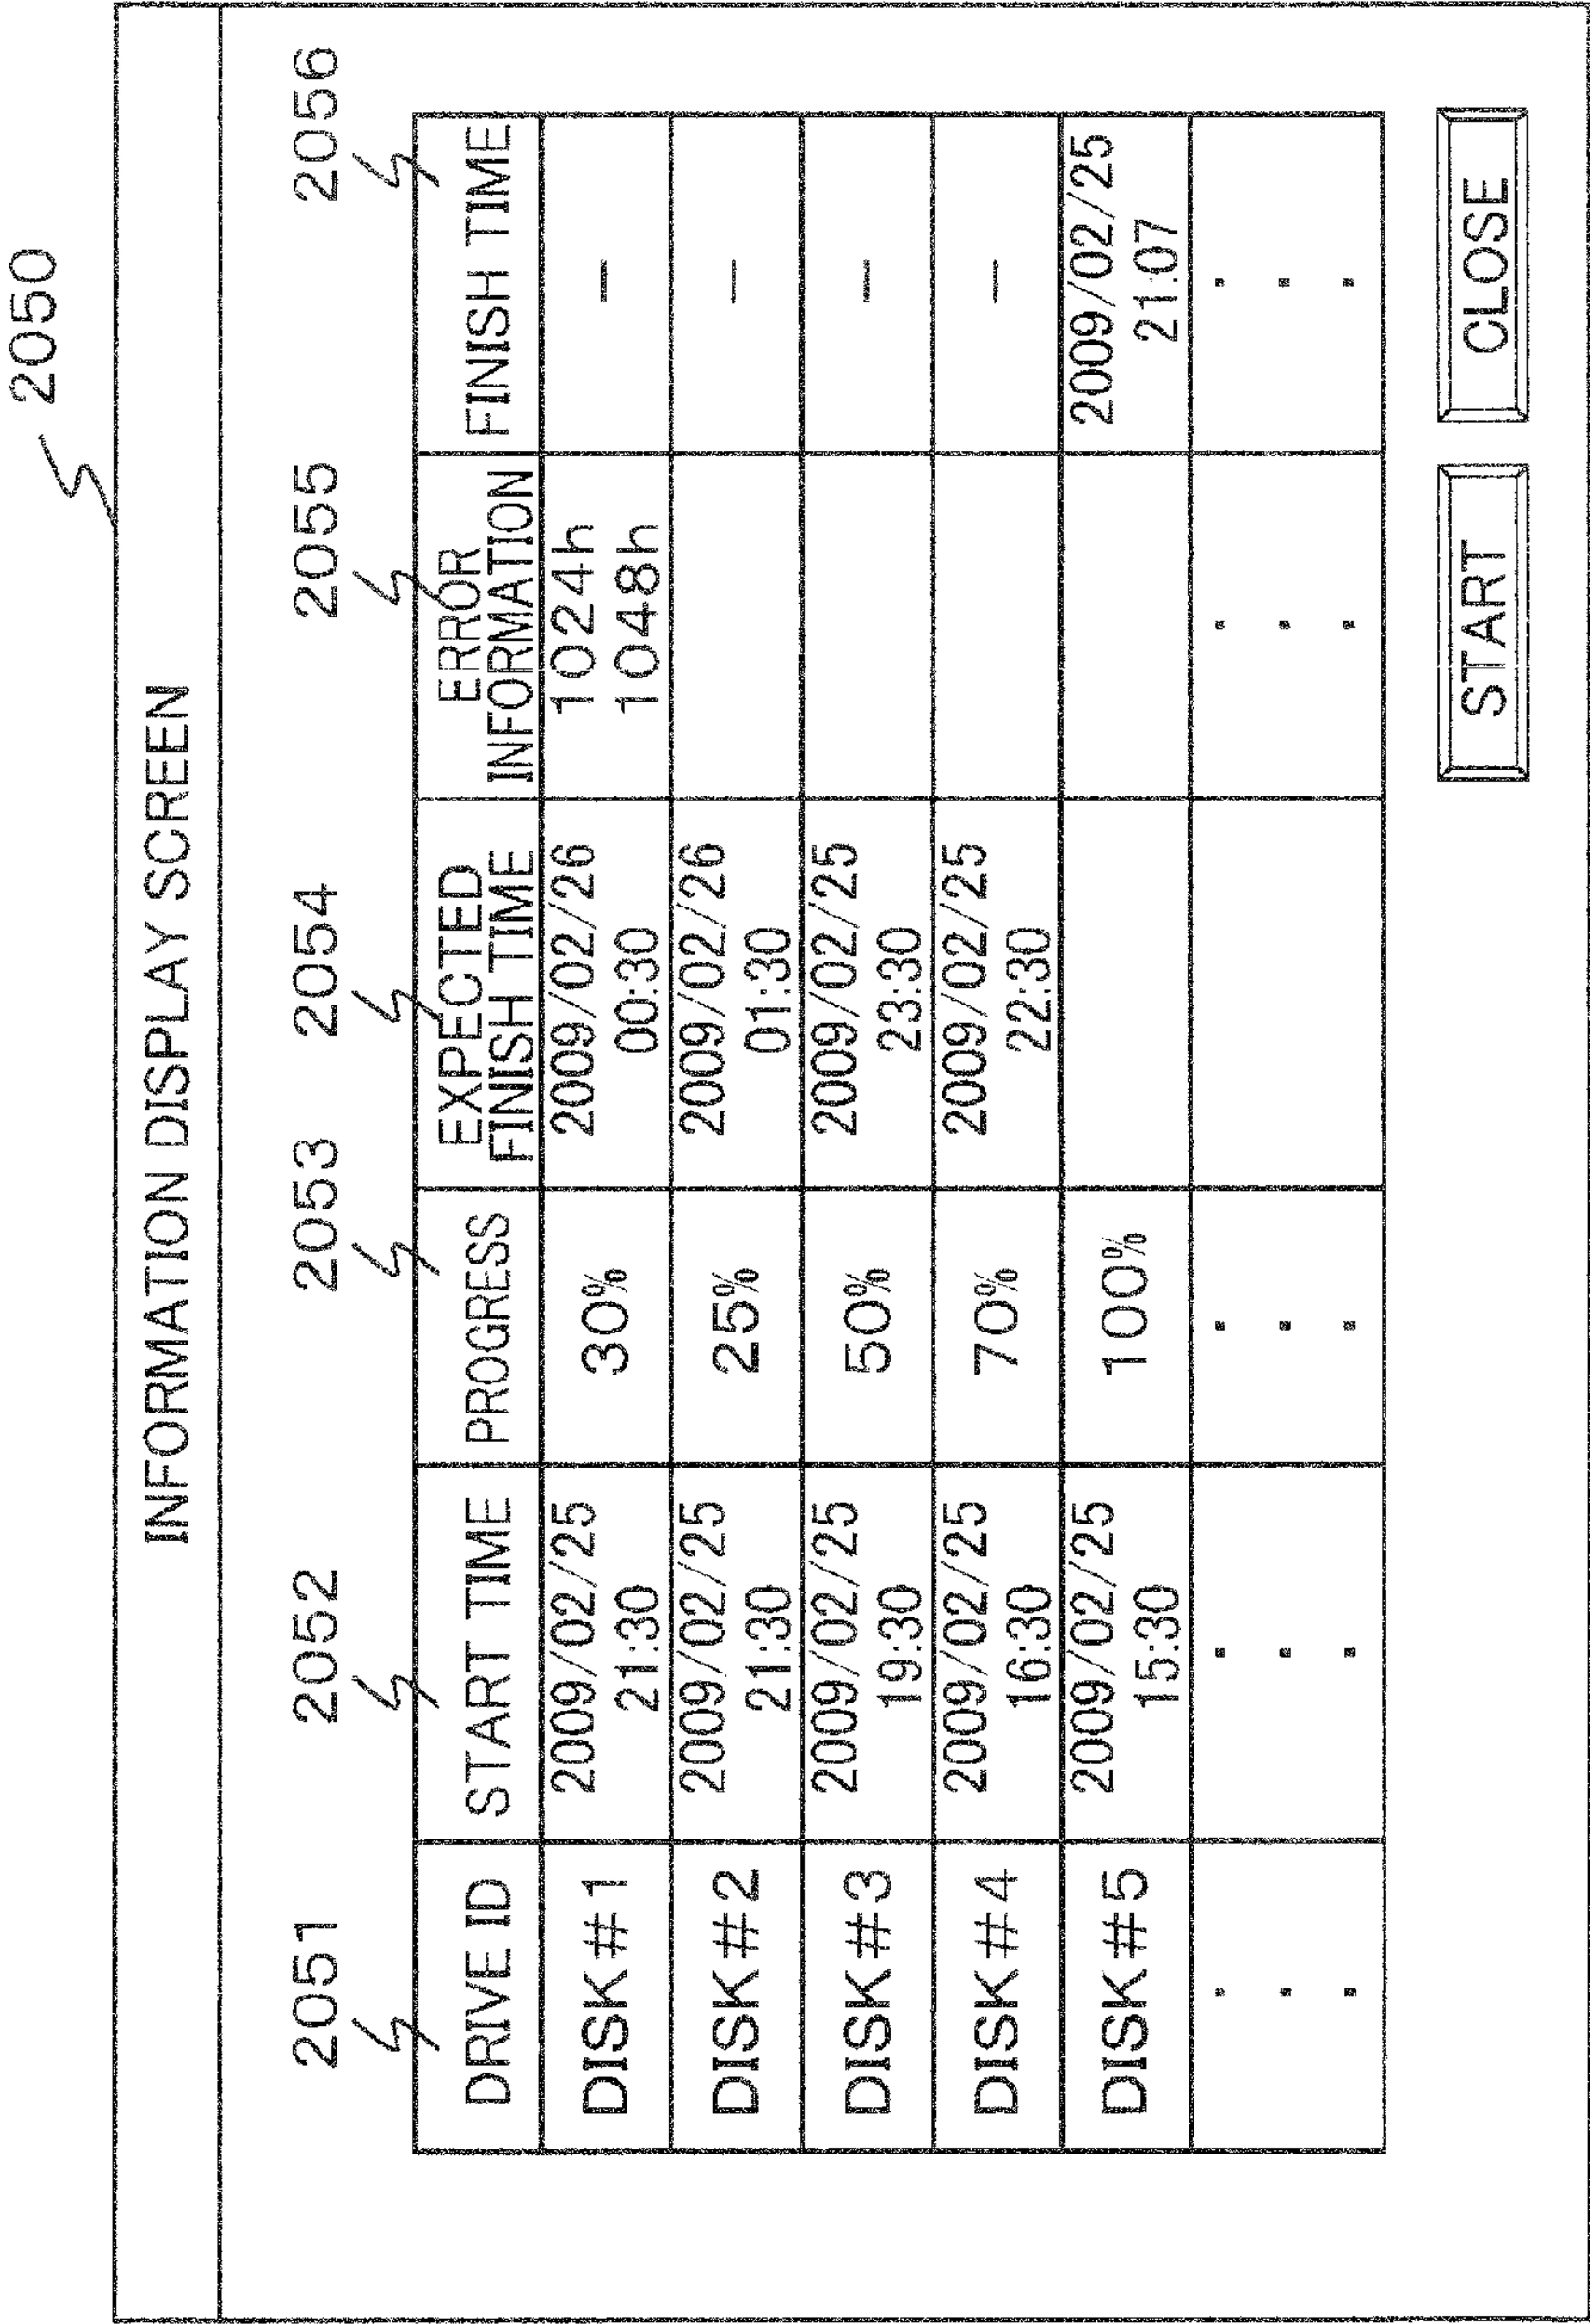 2050
INFORMATION DISPLAY SCREEN
2051 2052 2053 2054 2055 2056
DRIVE ID START TIME PROGRESS EXPECTED FINISH TIME ERROR INFORMATION FINISH TIME
DISK#1 2009/02/25 21:30 30% 2009/02/26 00:30 1024h 1048h –
DISK#2 2009/02/25 21:30 25% 2009/02/26 01:30 –
DISK#3 2009/02/25 19:30 50% 2009/02/25 23:30 –
DISK#4 2009/02/25 16:30 70% 2009/02/25 22:30 –
DISK#5 2009/02/25 15:30 100% 2009/02/25 21:07
START CLOSE